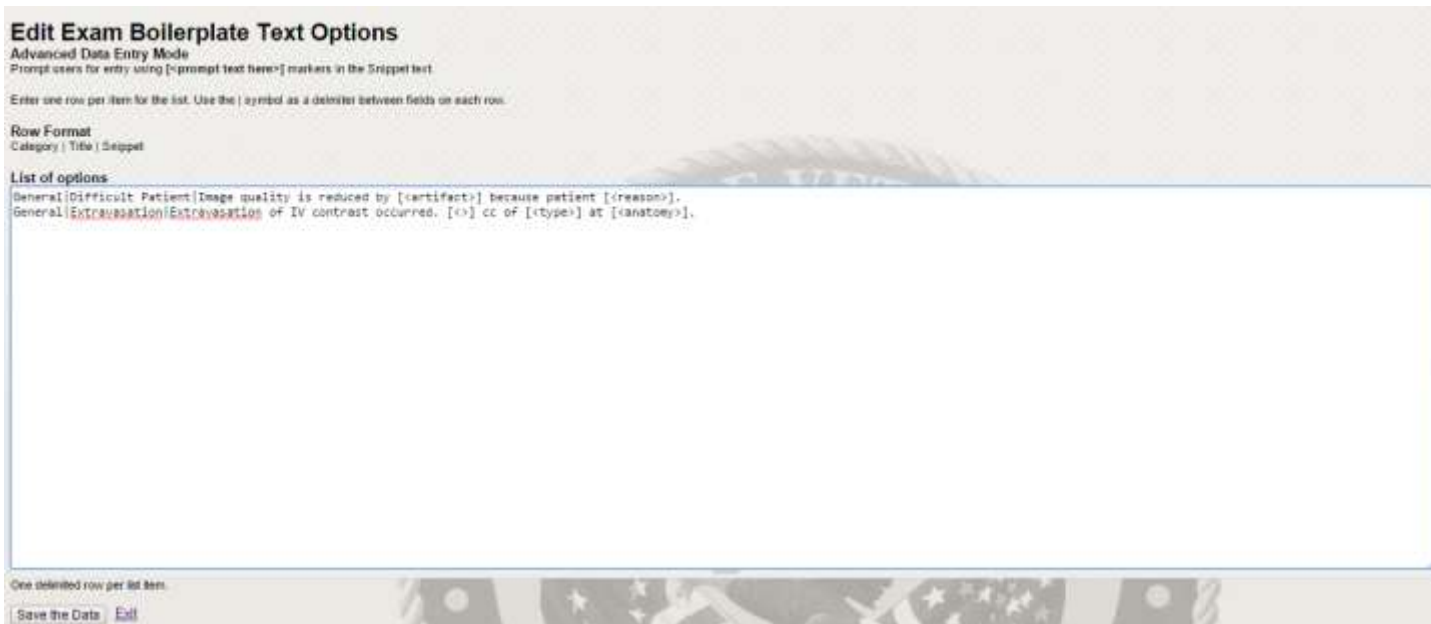 Edit Exam Boilerplate Text Options
Advanced Data Entry Mode
Prompt users for entry using [<prompt text here>] markers in the Snippet text.
Enter one row per item for the list. Use the | symbol as a delimiter between fields on each row.
Row Format
Category | Title | Snippet
List of options
General|Difficult Patient|Image quality is reduced by [<artifact>] because patient [<reason>].
General|Extravasation|Extravasation of IV contrast occurred. [<>] cc of [<type>] at [<anatomy>].
One delimited row per list item.
Save the Data Exit